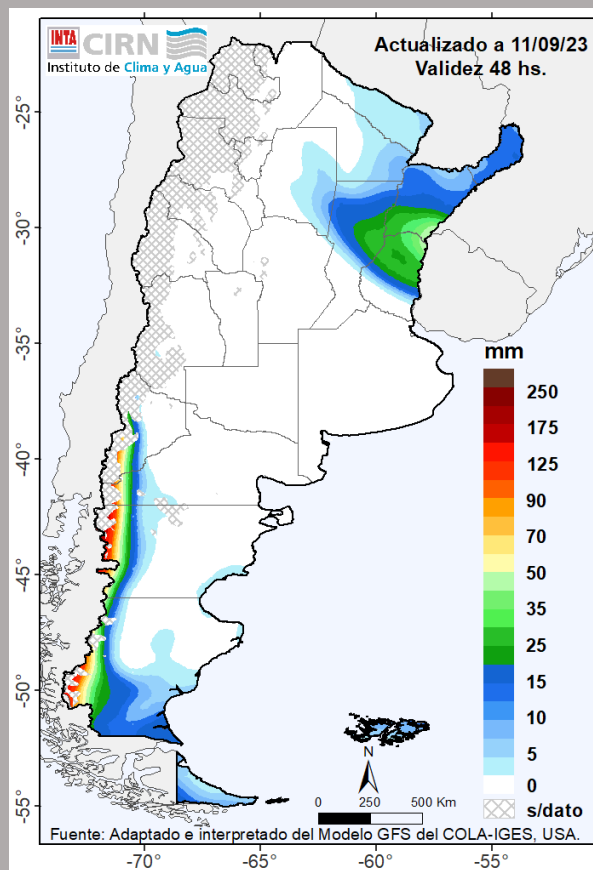 INTA CIRN
Instituto de Clima y Agua
Actualizado a 11/09/23
Validez 48 hs.
-25°
-30°
-35°
-40°
-45°
-50°
-55°
mm
250
175
125
90
70
50
35
25
15
10
5
0
s/dato
N
0 250 500 Km
Fuente: Adaptado e interpretado del Modelo GFS del COLA-IGES, USA.
-70° -65° -60° -55°